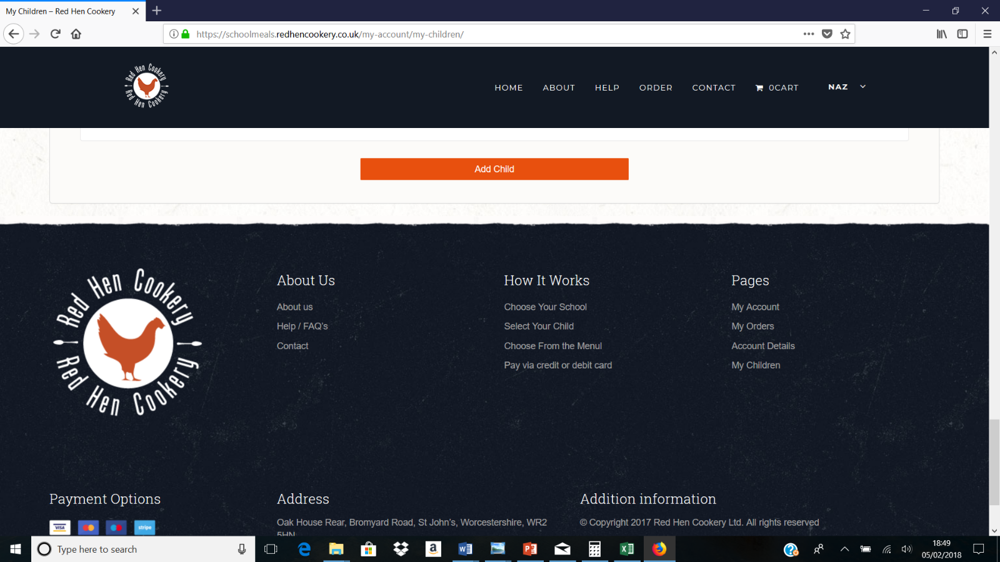 My Children – Red Hen Cookery
https://schoolmeals.redhencookery.co.uk/my-account/my-children/
Red Hen Cookery
Red Hen Cookery
HOME ABOUT HELP ORDER CONTACT 0CART NAZ
Add Child
Red Hen Cookery
Red Hen Cookery
About Us
About us
Help / FAQ's
Contact
How It Works
Choose Your School
Select Your Child
Choose From the Menul
Pay via credit or debit card
Pages
My Account
My Orders
Account Details
My Children
Payment Options
VISA
stripe
Address
Oak House Rear, Bromyard Road, St John's, Worcestershire, WR2
5HN
Addition information
© Copyright 2017 Red Hen Cookery Ltd. All rights reserved
Type here to search
18:49
05/02/2018